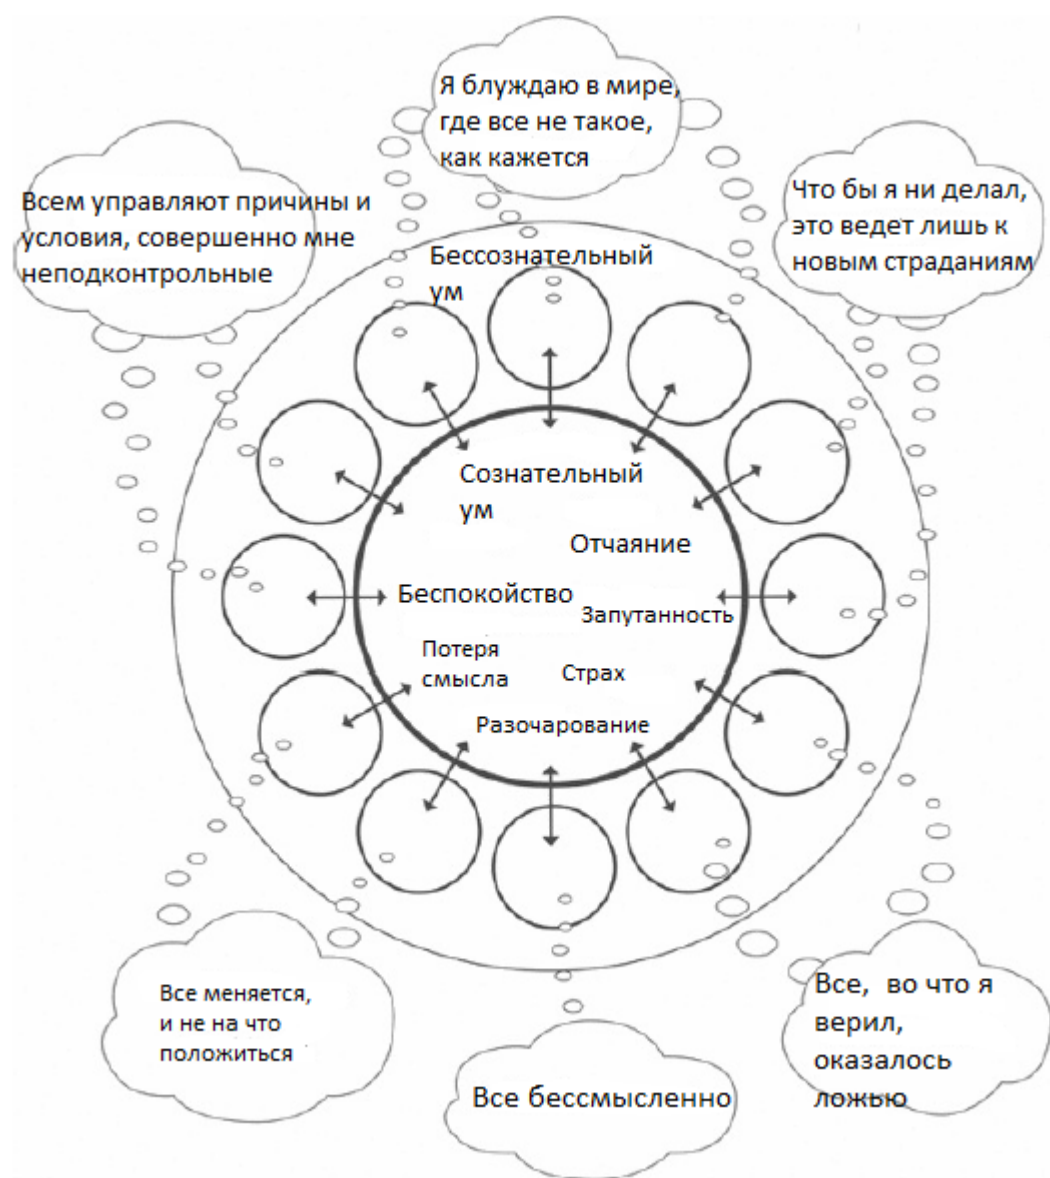 Я блуждаю в мире,
где все не такое,
как кажется
Всем управляют причины и
условия, совершенно мне
неподконтрольные
Что бы я ни делал,
это ведет лишь к
новым страданиям
Бессознательный
ум
Сознательный
ум
Отчаяние
Беспокойство
Запутанность
Потеря
смысла
Страх
Разочарование
Все меняется,
и не на что
положиться
Все, во что я
верил,
оказалось
ложью
Все бессмысленно